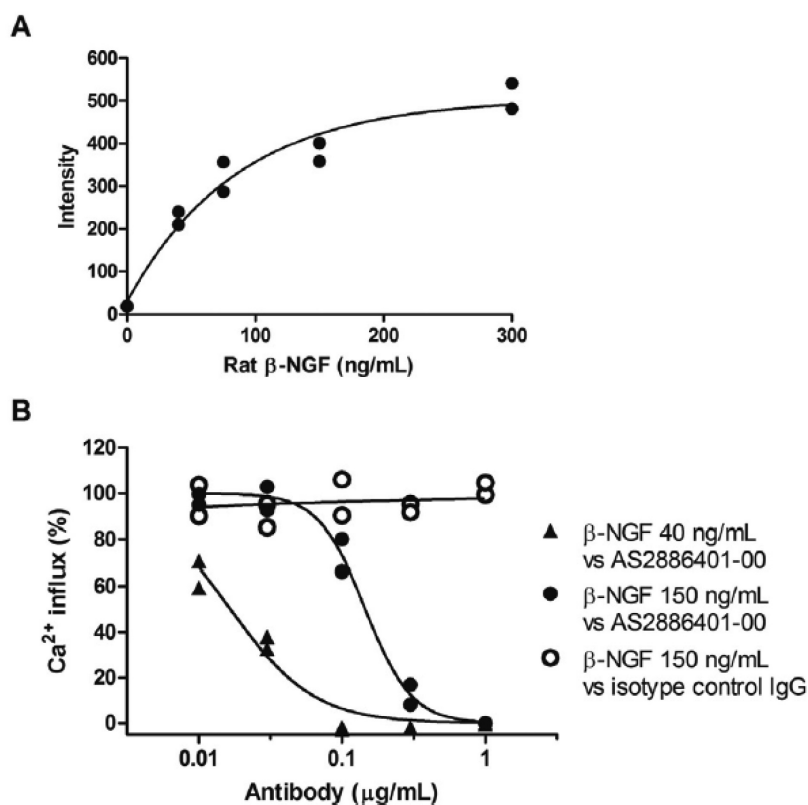 A
600
500
400
300
200
100
0
Intensity
0 100 200 300
Rat β-NGF (ng/mL)
B
120
100
80
60
40
20
0
Ca²⁺ influx (%)
0.01 0.1 1
Antibody (μg/mL)
β-NGF 40 ng/mL
vs AS2886401-00
β-NGF 150 ng/mL
vs AS2886401-00
β-NGF 150 ng/mL
vs isotype control IgG